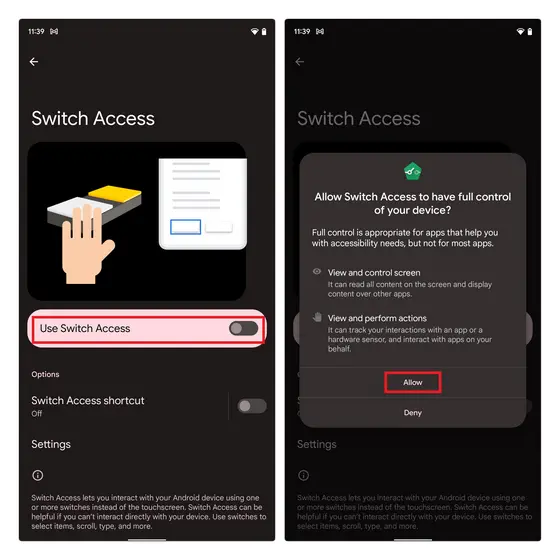 11:39
Switch Access
Use Switch Access
Options
Switch Access shortcut
Off
Settings
Switch Access lets you interact with your Android device using one
or more switches instead of the touchscreen. Switch Access can be
helpful if you can't interact directly with your device. Use switches to
select items, scroll, type, and more.
11:39
Switch Access
Allow Switch Access to have full control
of your device?
Full control is appropriate for apps that help you
with accessibility needs, but not for most apps.
View and control screen
It can read all content on the screen and display
content over other apps.
View and perform actions
It can track your interactions with an app or a
hardware sensor, and interact with apps on your
behalf.
Allow
Deny
Settings
Switch Access lets you interact with your Android device using one
or more switches instead of the touchscreen. Switch Access can be
helpful if you can't interact directly with your device. Use switches to
select items, scroll, type, and more.